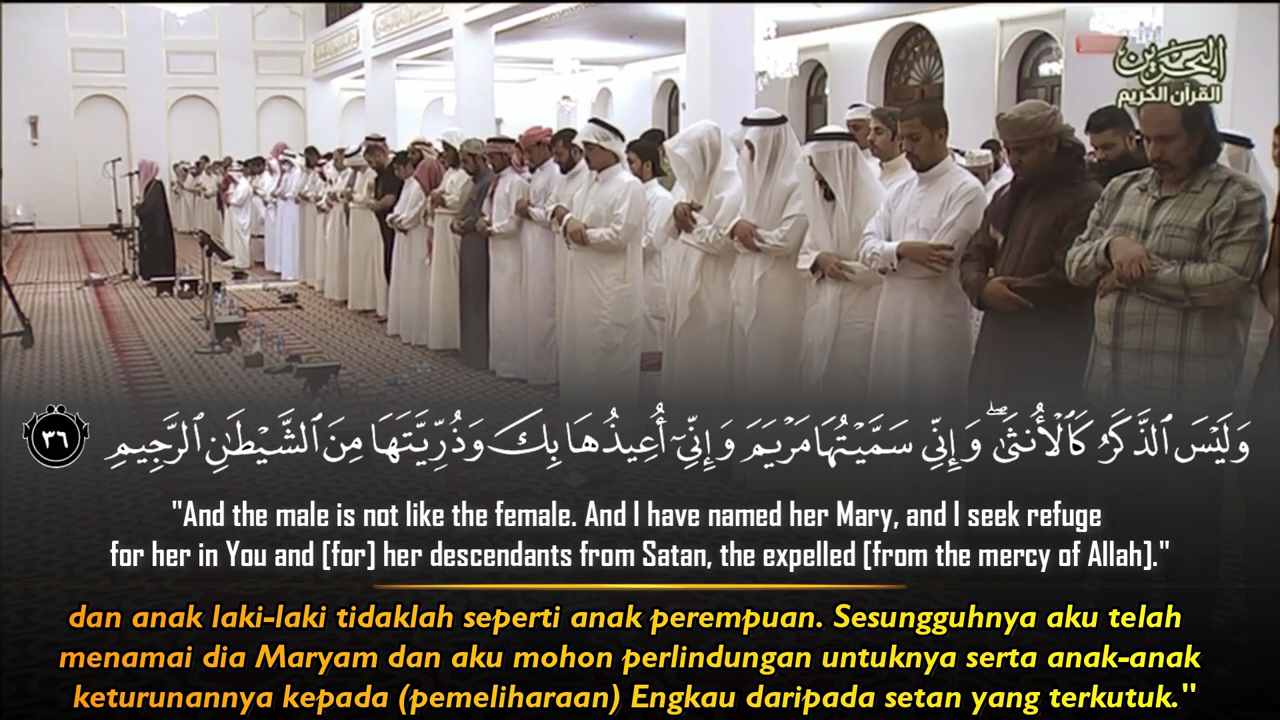 البحرين
القرآن الكريم
وَلَيْسَ ٱلذَّكَرُ كَٱلْأُنثَىٰ ۖ وَإِنِّى سَمَّيْتُهَا مَرْيَمَ وَإِنِّىٓ أُعِيذُهَا بِكَ وَذُرِّيَّتَهَا مِنَ ٱلشَّيْطَـٰنِ ٱلرَّجِيمِ ٣٦
"And the male is not like the female. And I have named her Mary, and I seek refuge
for her in You and [for] her descendants from Satan, the expelled [from the mercy of Allah]."
dan anak laki-laki tidaklah seperti anak perempuan. Sesungguhnya aku telah
menamai dia Maryam dan aku mohon perlindungan untuknya serta anak-anak
keturunannya kepada (pemeliharaan) Engkau daripada setan yang terkutuk."